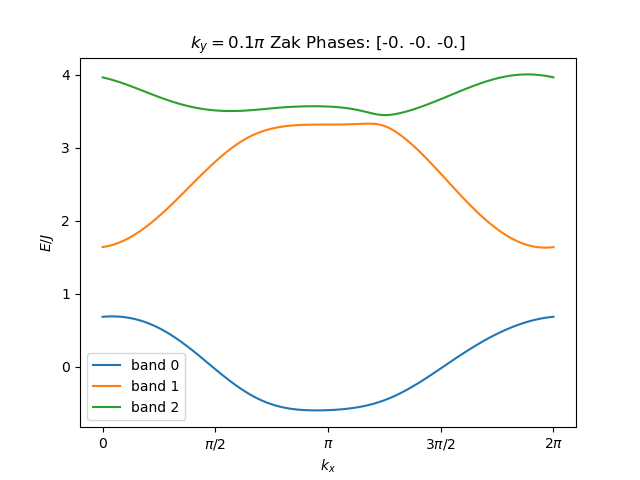 k_y = 0.1π Zak Phases: [-0. -0. -0.]
4
3
2
1
0
E/J
band 0
band 1
band 2
0 π/2 π 3π/2 2π
k_x